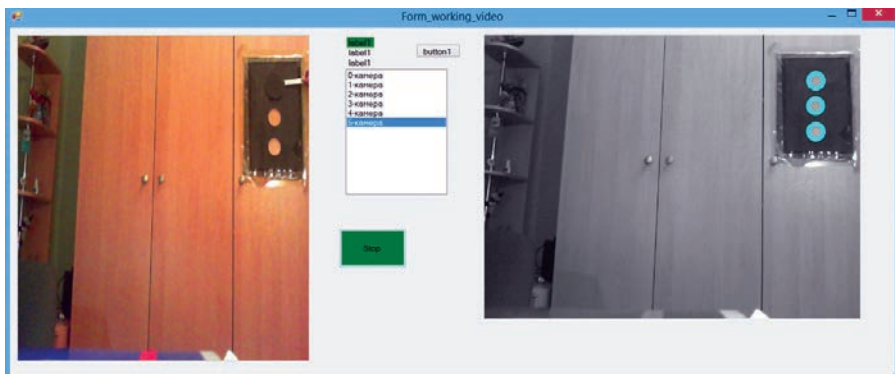 Form_working_video
label1
label1
label1
button1
0-камера
1-камера
2-камера
3-камера
4-камера
5-камера
Stop